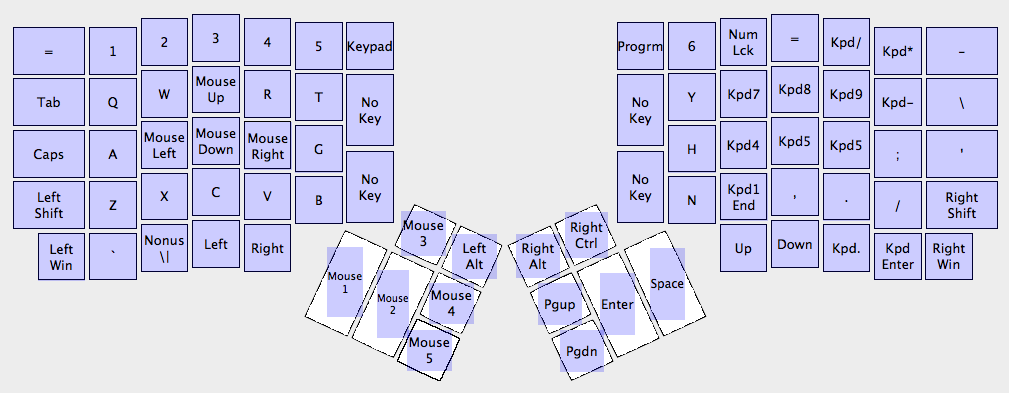 =
1
2
3
4
5
Keypad
Progrm
6
Num
Lck
=
Kpd/
Kpd*
-
Tab
Q
W
Mouse
Up
R
T
No
Key
No
Key
Y
Kpd7
Kpd8
Kpd9
Kpd-
\
Caps
A
Mouse
Left
Mouse
Down
Mouse
Right
G
H
Kpd4
Kpd5
Kpd5
;
'
Left
Shift
Z
X
C
V
B
No
Key
No
Key
N
Kpd1
End
,
.
/
Right
Shift
Left
Win
`
Nonus
\|
Left
Right
Up
Down
Kpd.
Kpd
Enter
Right
Win
Mouse
3
Left
Alt
Mouse
1
Mouse
2
Mouse
4
Mouse
5
Right
Alt
Right
Ctrl
Pgup
Enter
Space
Pgdn